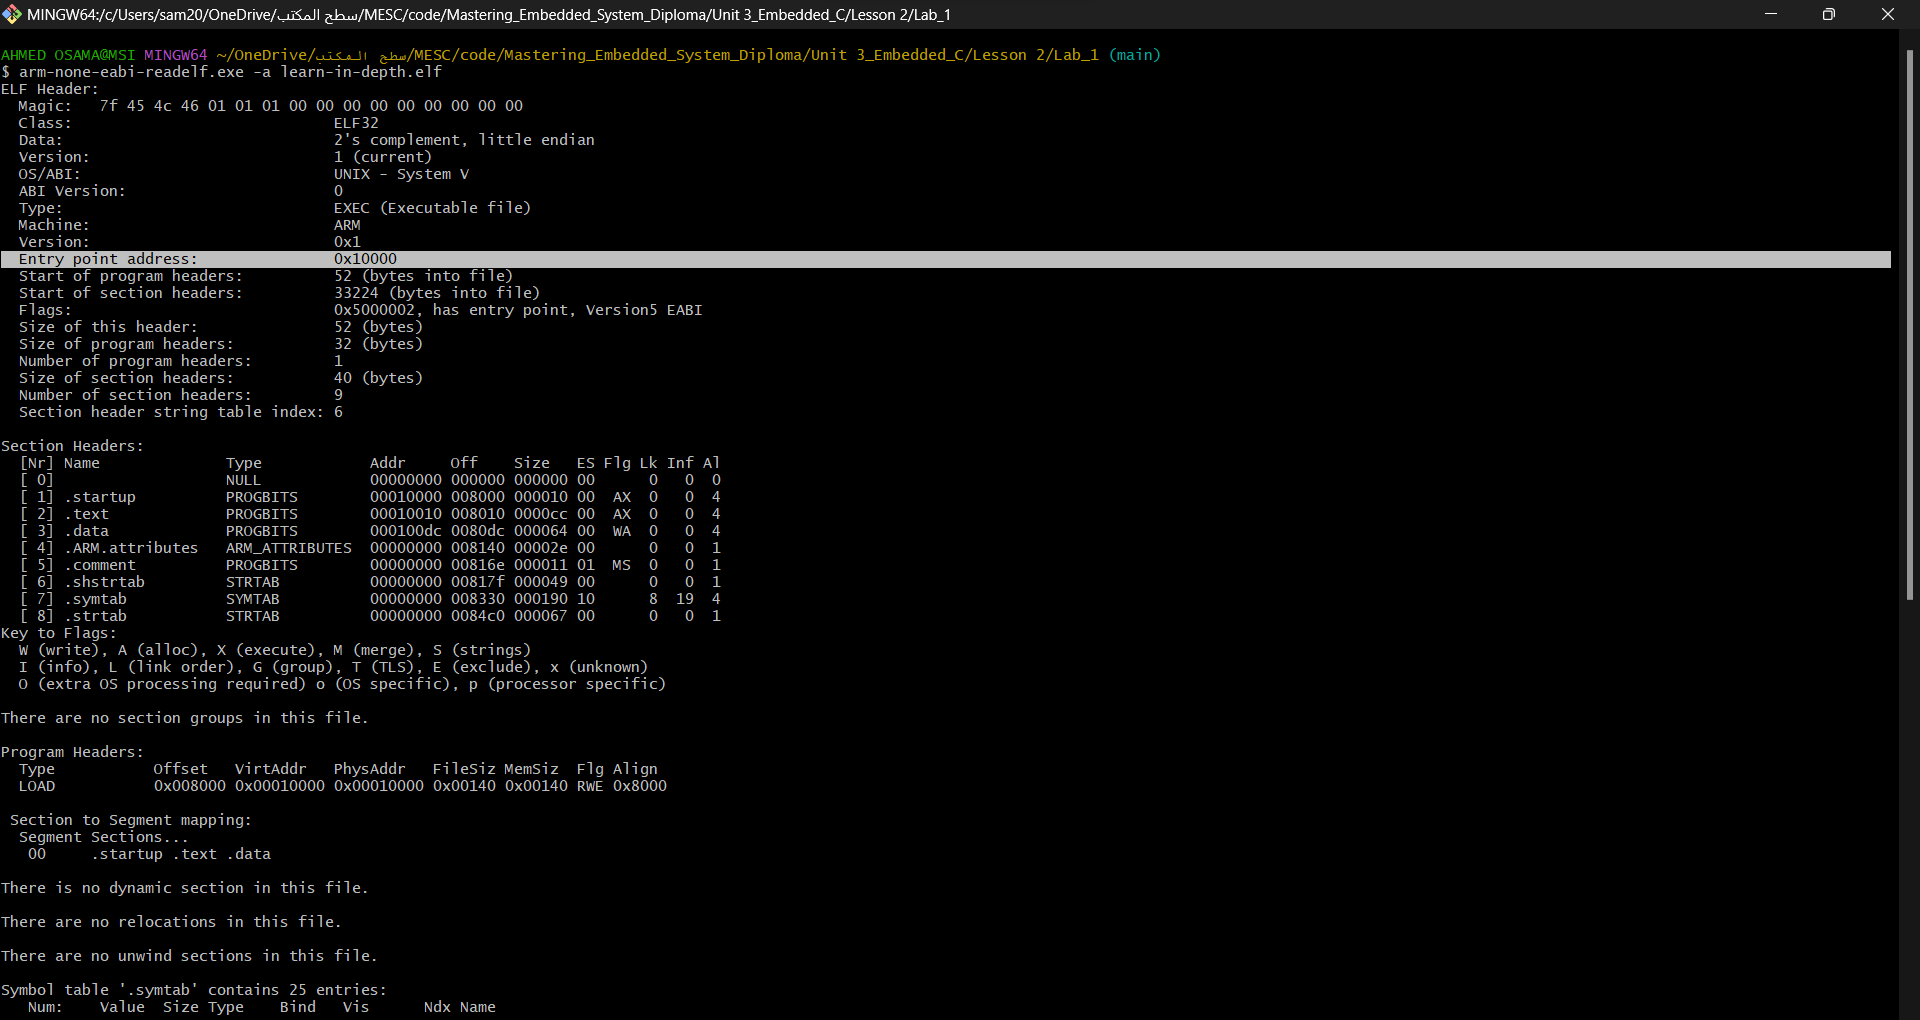 MINGW64:/c/Users/sam20/OneDrive/سطح المكتب/MESC/code/Mastering_Embedded_System_Diploma/Unit 3_Embedded_C/Lesson 2/Lab_1
AHMED OSAMA@MSI MINGW64 ~/OneDrive/سطح المكتب/MESC/code/Mastering_Embedded_System_Diploma/Unit 3_Embedded_C/Lesson 2/Lab_1 (main)
$ arm-none-eabi-readelf.exe -a learn-in-depth.elf
ELF Header:
  Magic:   7f 45 4c 46 01 01 01 00 00 00 00 00 00 00 00 00
  Class:                             ELF32
  Data:                              2's complement, little endian
  Version:                           1 (current)
  OS/ABI:                            UNIX - System V
  ABI Version:                       0
  Type:                              EXEC (Executable file)
  Machine:                           ARM
  Version:                           0x1
  Entry point address:               0x10000
  Start of program headers:          52 (bytes into file)
  Start of section headers:          33224 (bytes into file)
  Flags:                             0x5000002, has entry point, Version5 EABI
  Size of this header:               52 (bytes)
  Size of program headers:           32 (bytes)
  Number of program headers:         1
  Size of section headers:           40 (bytes)
  Number of section headers:         9
  Section header string table index: 6
Section Headers:
  [Nr] Name              Type            Addr     Off    Size   ES Flg Lk Inf Al
  [ 0]                   NULL            00000000 000000 000000 00      0   0  0
  [ 1] .startup          PROGBITS        00010000 008000 000010 00  AX  0   0  4
  [ 2] .text             PROGBITS        00010010 008010 0000cc 00  AX  0   0  4
  [ 3] .data             PROGBITS        000100dc 0080dc 000064 00  WA  0   0  4
  [ 4] .ARM.attributes   ARM_ATTRIBUTES  00000000 008140 00002e 00      0   0  1
  [ 5] .comment          PROGBITS        00000000 00816e 000011 01  MS  0   0  1
  [ 6] .shstrtab         STRTAB          00000000 00817f 000049 00      0   0  1
  [ 7] .symtab           SYMTAB          00000000 008330 000190 10      8  19  4
  [ 8] .strtab           STRTAB          00000000 0084c0 000067 00      0   0  1
Key to Flags:
  W (write), A (alloc), X (execute), M (merge), S (strings)
  I (info), L (link order), G (group), T (TLS), E (exclude), x (unknown)
  O (extra OS processing required) o (OS specific), p (processor specific)
There are no section groups in this file.
Program Headers:
  Type           Offset   VirtAddr   PhysAddr   FileSiz MemSiz  Flg Align
  LOAD           0x008000 0x00010000 0x00010000 0x00140 0x00140 RWE 0x8000
 Section to Segment mapping:
  Segment Sections...
   00     .startup .text .data
There is no dynamic section in this file.
There are no relocations in this file.
There are no unwind sections in this file.
Symbol table '.symtab' contains 25 entries:
   Num:    Value  Size Type    Bind   Vis      Ndx Name